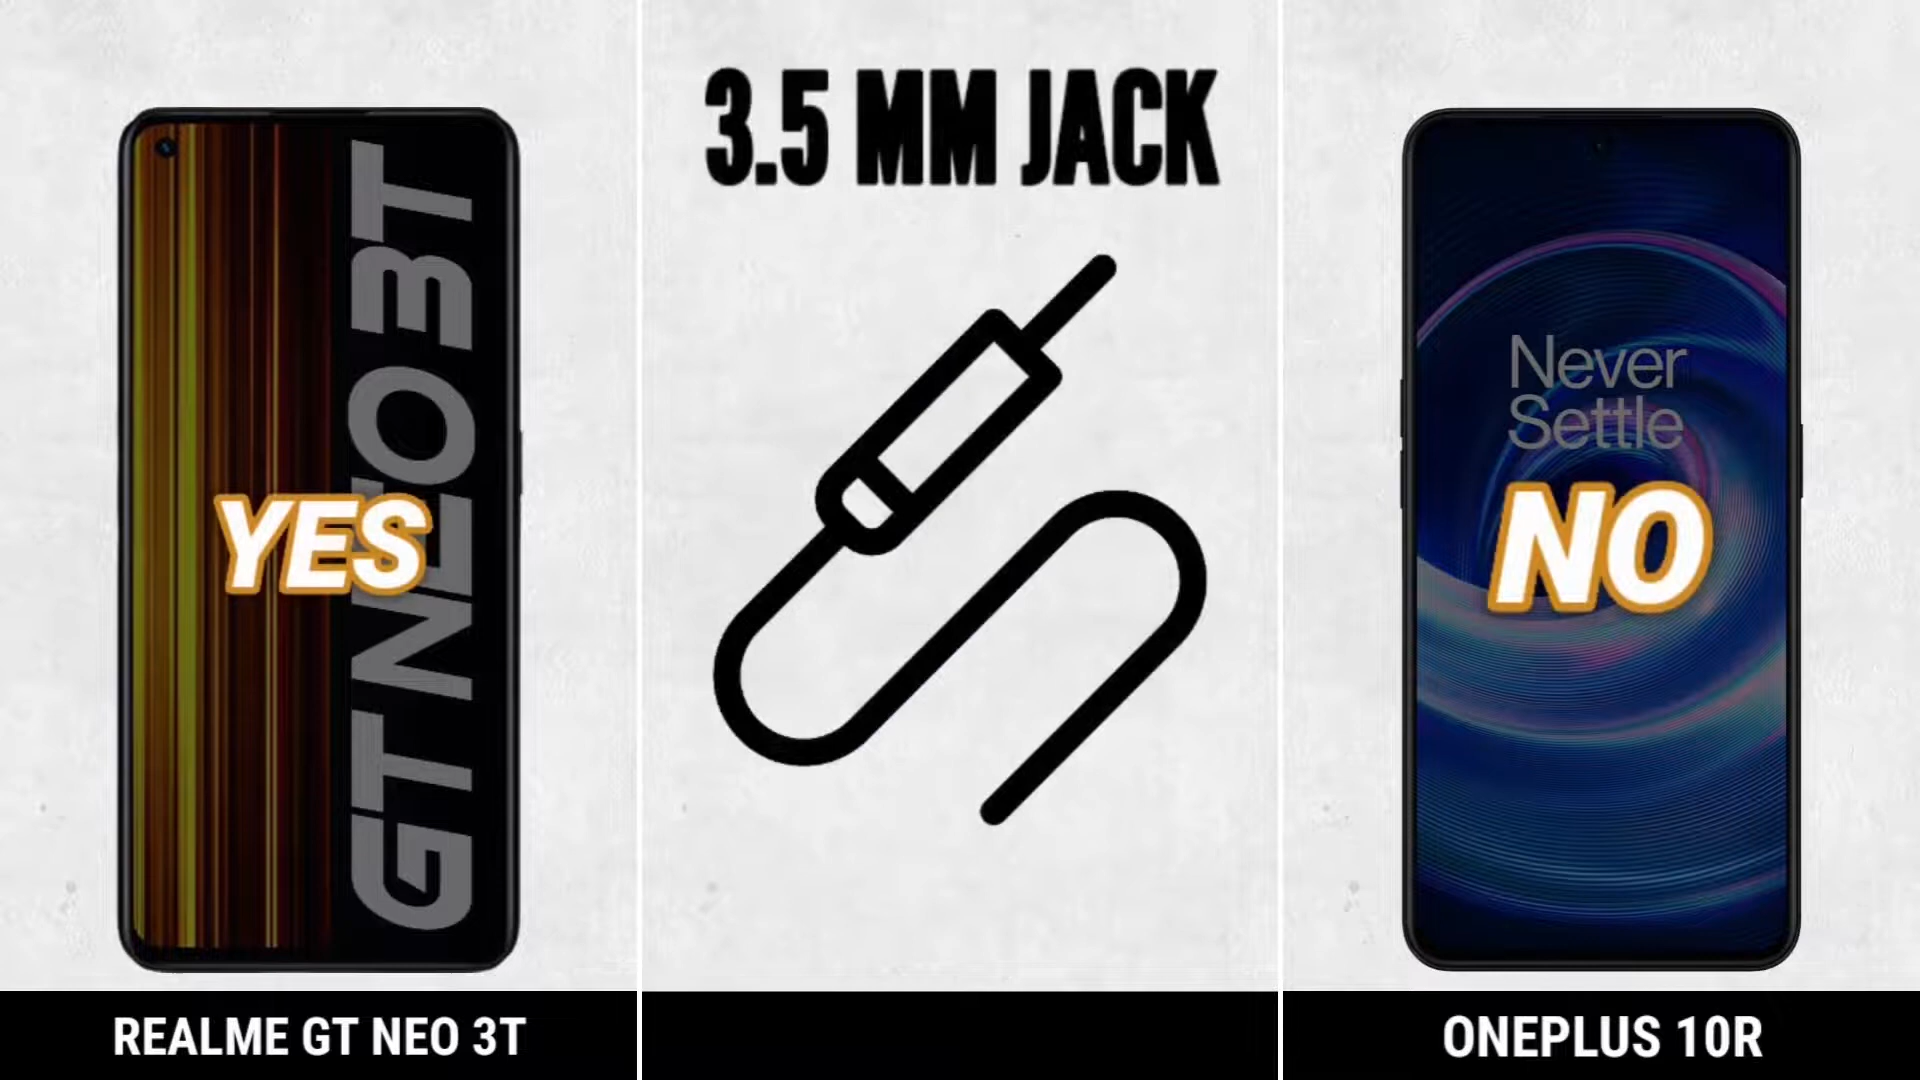 GT NEO 3T
YES
REALME GT NEO 3T
3.5 MM JACK
Never
Settle
NO
ONEPLUS 10R